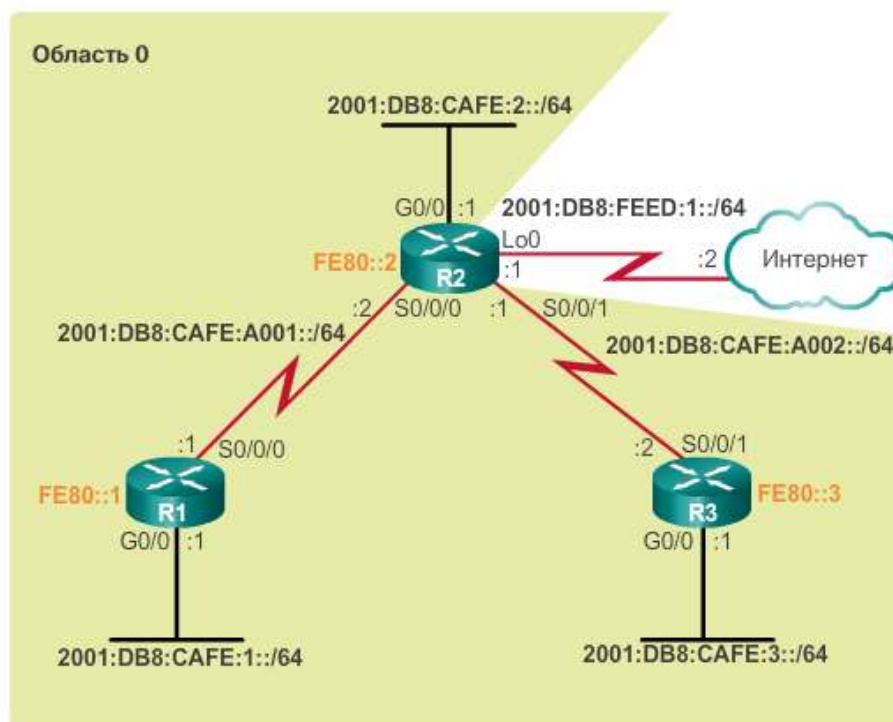 Область 0
2001:DB8:CAFE:2::/64
G0/0 :1
2001:DB8:FEED:1::/64
Lo0
FE80::2
R2
:1
:2
Интернет
:2 S0/0/0
:1 S0/0/1
2001:DB8:CAFE:A001::/64
2001:DB8:CAFE:A002::/64
:1 S0/0/0
:2 S0/0/1
FE80::1
R1
R3
FE80::3
G0/0 :1
G0/0 :1
2001:DB8:CAFE:1::/64
2001:DB8:CAFE:3::/64